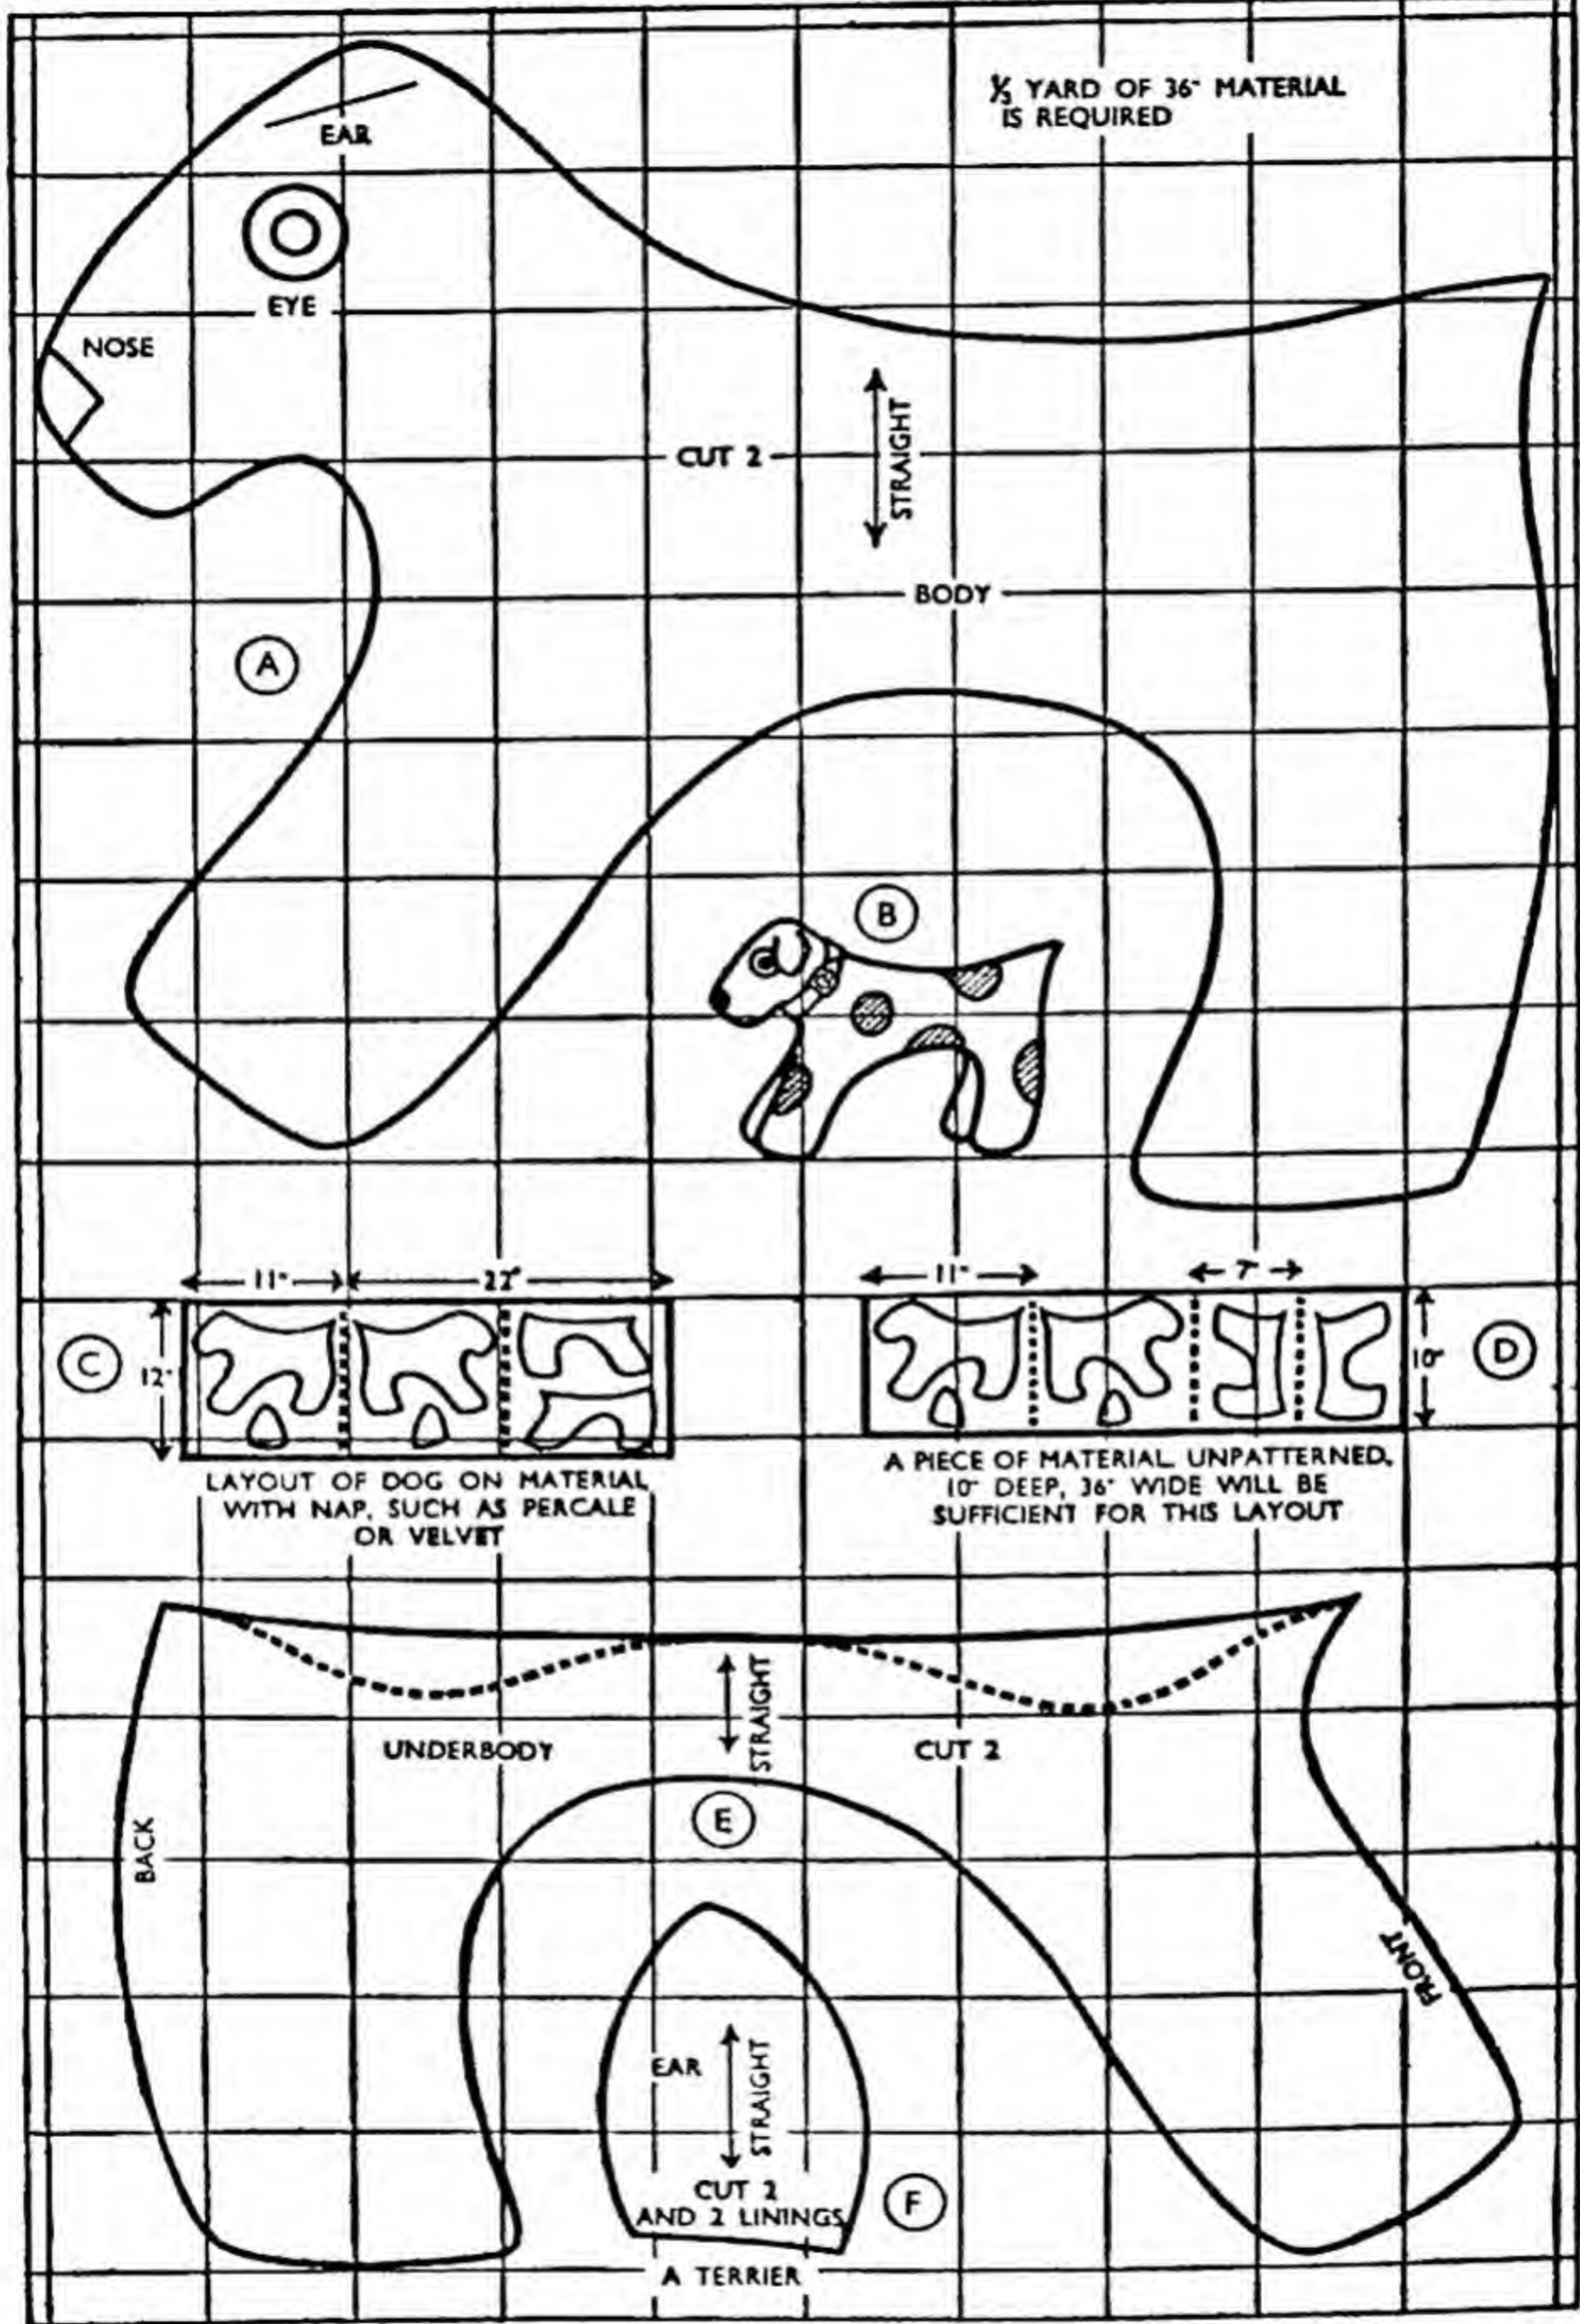 ⅓ YARD OF 36" MATERIAL
IS REQUIRED
EAR
EYE
NOSE
CUT 2
STRAIGHT
BODY
A
B
11"
22"
11"
7"
C
12"
10"
D
LAYOUT OF DOG ON MATERIAL
WITH NAP, SUCH AS PERCALE
OR VELVET
A PIECE OF MATERIAL UNPATTERNED,
10" DEEP, 36" WIDE WILL BE
SUFFICIENT FOR THIS LAYOUT
STRAIGHT
UNDERBODY
CUT 2
E
BACK
FRONT
EAR
STRAIGHT
CUT 2
AND 2 LININGS
F
A TERRIER